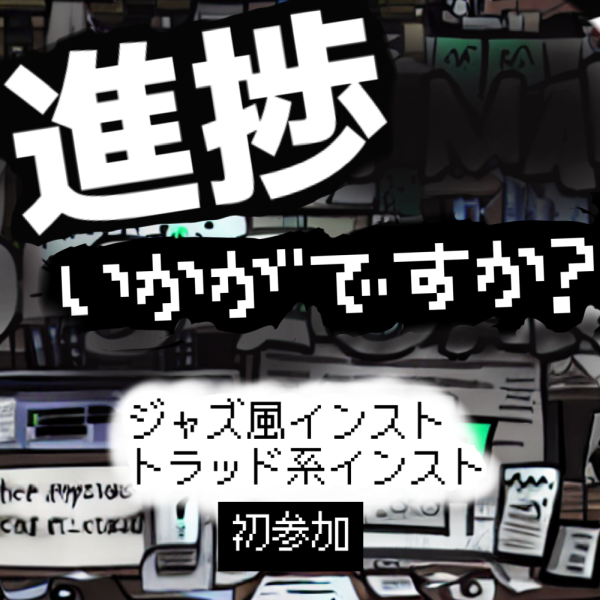 進捗
いかがですか?
ジャズ風インスト
トラッド系インスト
初参加